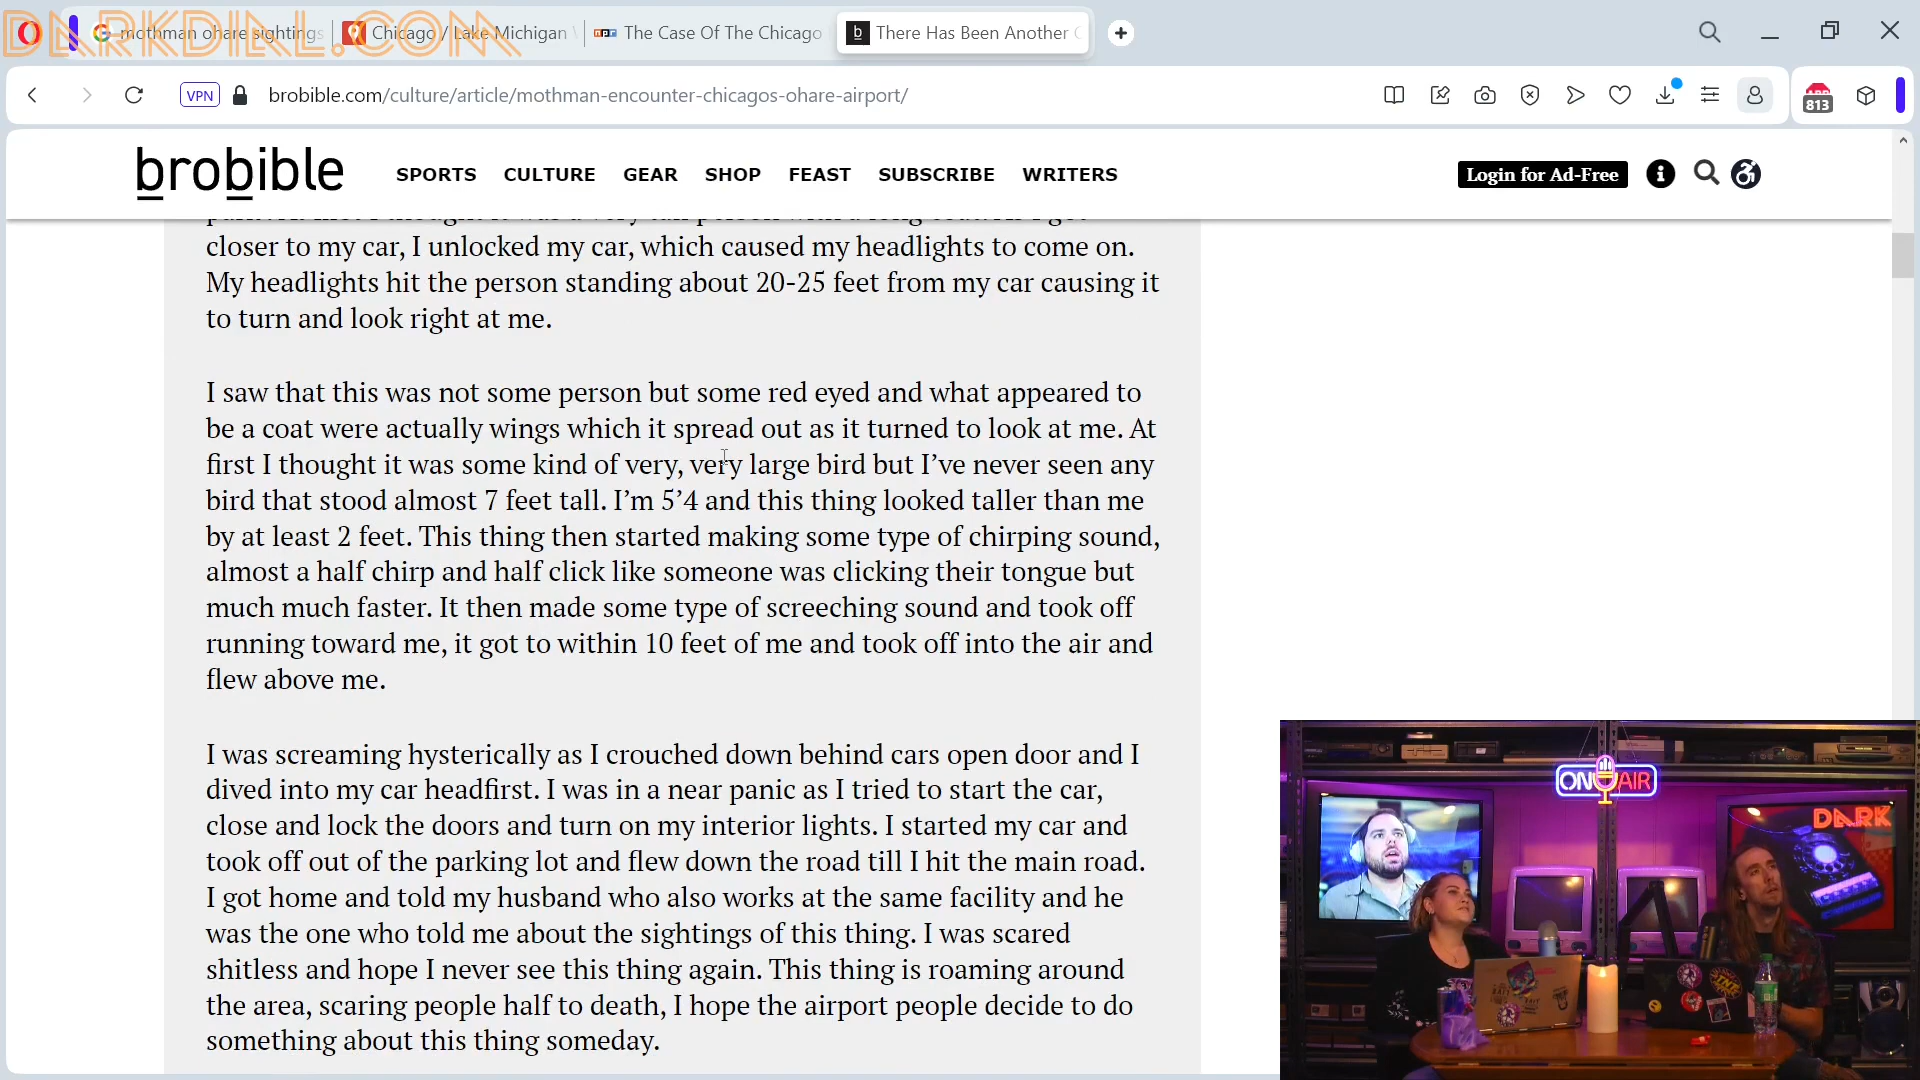 DARKDIAL.COM
mothman ohare sightings
Chicago / Lake Michigan
npr
The Case Of The Chicago
b
There Has Been Another
VPN
brobible.com/culture/article/mothman-encounter-chicagos-ohare-airport/
813
brobible
SPORTS
CULTURE
GEAR
SHOP
FEAST
SUBSCRIBE
WRITERS
Login for Ad-Free
closer to my car, I unlocked my car, which caused my headlights to come on.
My headlights hit the person standing about 20-25 feet from my car causing it
to turn and look right at me.
I saw that this was not some person but some red eyed and what appeared to
be a coat were actually wings which it spread out as it turned to look at me. At
first I thought it was some kind of very, very large bird but I’ve never seen any
bird that stood almost 7 feet tall. I’m 5’4 and this thing looked taller than me
by at least 2 feet. This thing then started making some type of chirping sound,
almost a half chirp and half click like someone was clicking their tongue but
much much faster. It then made some type of screeching sound and took off
running toward me, it got to within 10 feet of me and took off into the air and
flew above me.
I was screaming hysterically as I crouched down behind cars open door and I
dived into my car headfirst. I was in a near panic as I tried to start the car,
close and lock the doors and turn on my interior lights. I started my car and
took off out of the parking lot and flew down the road till I hit the main road.
I got home and told my husband who also works at the same facility and he
was the one who told me about the sightings of this thing. I was scared
shitless and hope I never see this thing again. This thing is roaming around
the area, scaring people half to death, I hope the airport people decide to do
something about this thing someday.
ON AIR
DARK